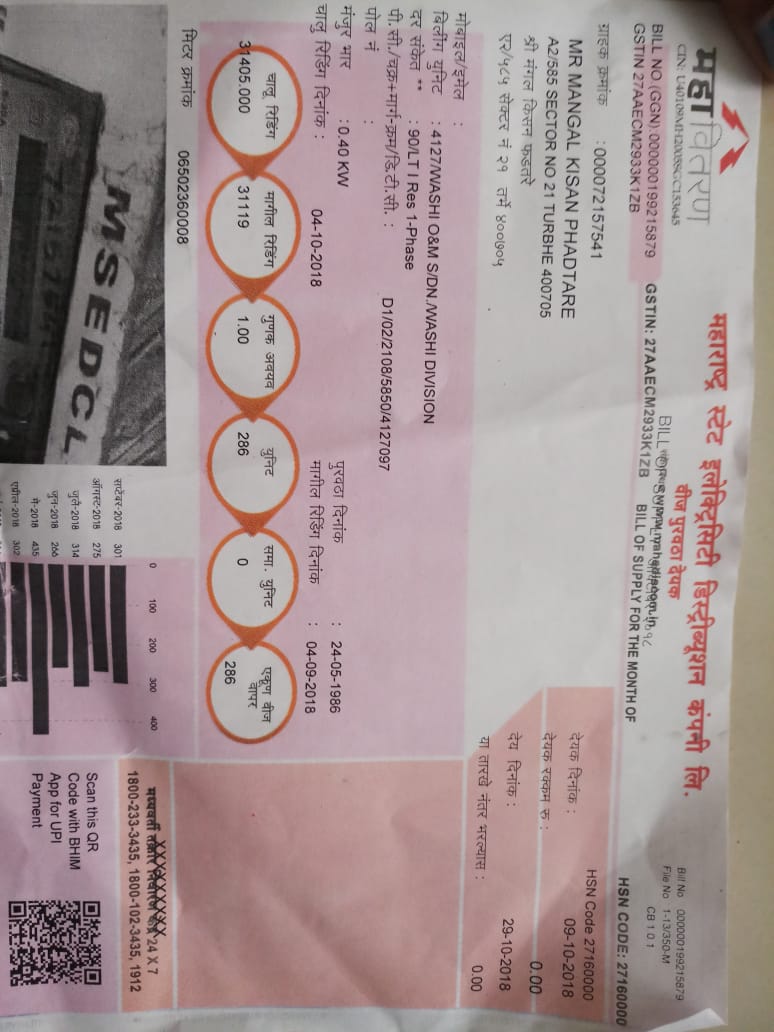 महावितरण
CIN: U40109MH2005SGC153645
महाराष्ट्र स्टेट इलेक्ट्रिसिटी डिस्ट्रीब्यूशन कंपनी लि.
वीज पुरवठा देयक
BILL NO.(GGN):000000199215879
GSTIN 27AAECM2933K1ZB
GSTIN: 27AAECM2933K1ZB
BILL OF SUPPLY FOR THE MONTH OF
Bill No 000000199215879
File No 1-13/350-M
CB 1 0.1
HSN CODE: 27160000
ग्राहक क्रमांक :000072157541
MR MANGAL KISAN PHADTARE
A2/585 SECTOR NO 21 TURBHE 400705
श्री मंगल किसन फडतरे
ए२/५८५ सेक्टर नं २१ तर्भे ४००७०५
HSN Code 27160000
देयक दिनांक : 09-10-2018
देयक रक्कम रु : 0.00
देय दिनांक : 29-10-2018
या तारखे नंतर भरल्यास : 0.00
मोबाइल/इमेल :
बिलींग युनिट : 4127/WASHI O&M S/DN./WASHI DIVISION
दर संकेत ** : 90/LT I Res 1-Phase
पी.सी./चक्र+मार्ग-क्रम/डि.टी.सी. : D1/02/2108/5850/4127097
पोल नं :
मंजुर भार : 0.40 KW
पुरवठा दिनांक : 24-05-1986
चालु रिडिंग दिनांक : 04-10-2018
मागील रिडिंग दिनांक : 04-09-2018
चालू रिडिंग मागील रिडिंग गुणक अवयव युनिट समा. युनिट एकूण वीज वापर
31405.000 31119 1.00 286 0 286
मिटर क्रमांक 06502360008
MSEDCL
0 100 200 300 400
सप्टेंबर-2018 301
ऑगस्ट-2018 275
जुलै-2018 314
जुन-2018 266
मे-2018 435
एप्रील-2018 302
मध्यवर्ती तक्रार निवारण केंद्र 24 X 7
1800-233-3435, 1800-102-3435, 1912
Scan this QR
Code with BHIM
App for UPI
Payment